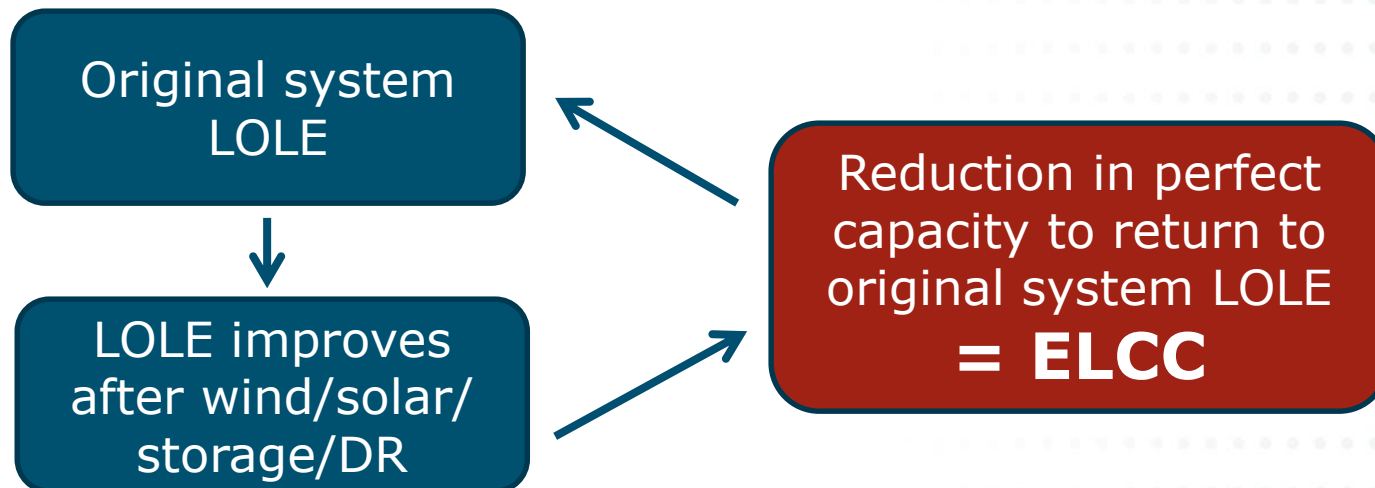 Original system
LOLE
LOLE improves
after wind/solar/
storage/DR
Reduction in perfect
capacity to return to
original system LOLE
= ELCC